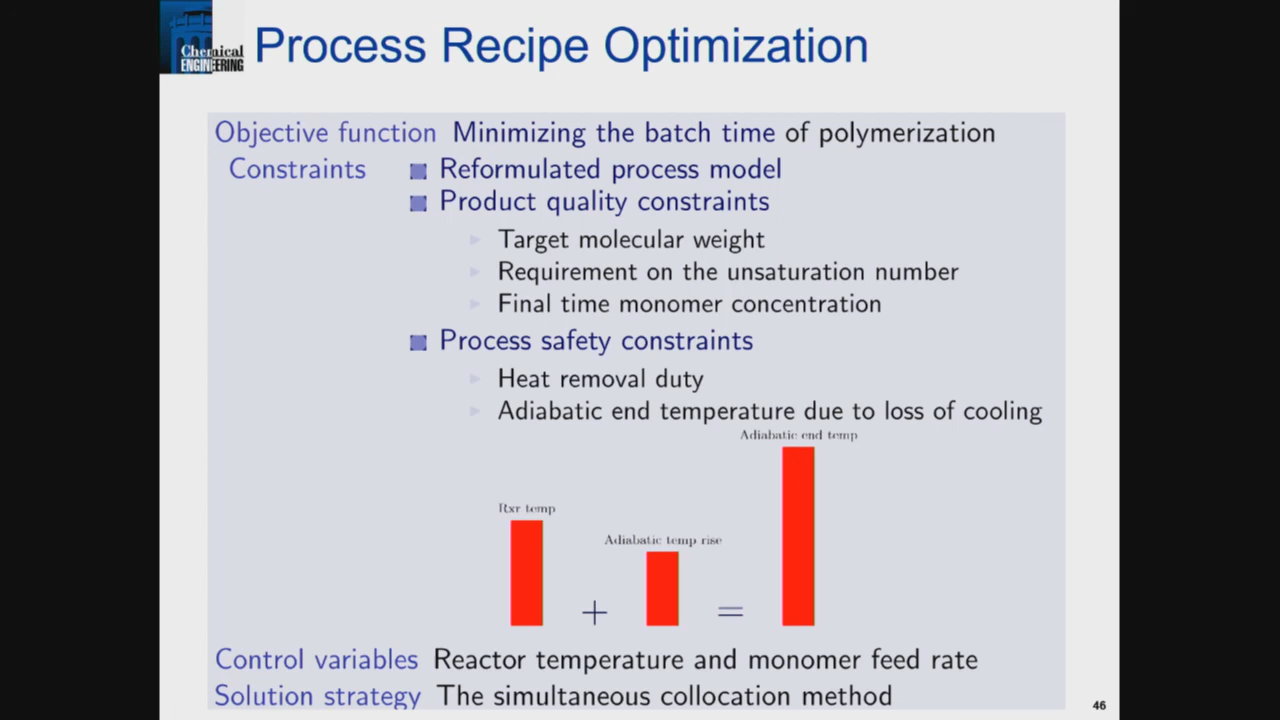 Chemical
ENGINEERING
Process Recipe Optimization
Objective function Minimizing the batch time of polymerization
Constraints Reformulated process model
Product quality constraints
Target molecular weight
Requirement on the unsaturation number
Final time monomer concentration
Process safety constraints
Heat removal duty
Adiabatic end temperature due to loss of cooling
Adiabatic end temp
Rxr temp
Adiabatic temp rise
+ =
Control variables Reactor temperature and monomer feed rate
Solution strategy The simultaneous collocation method
46